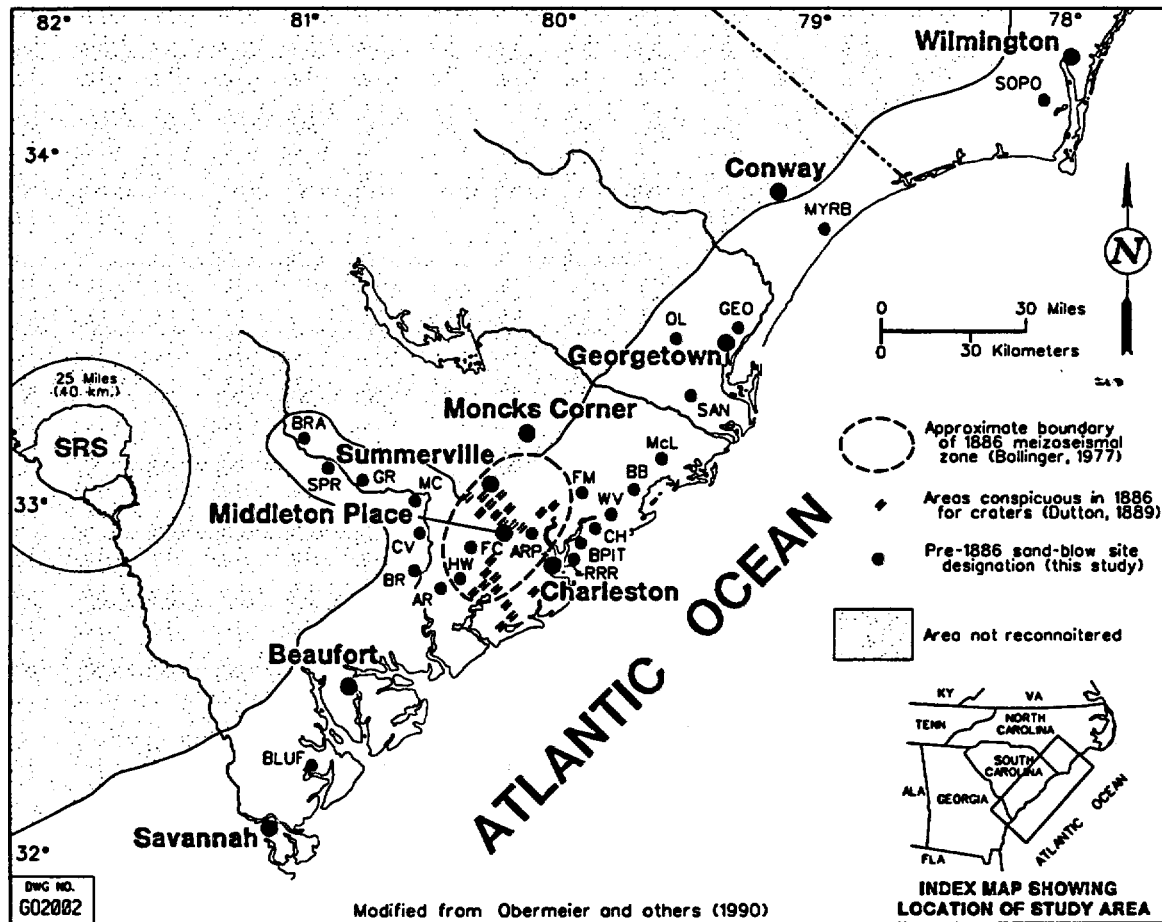 82° 81° 80° 79° 78°
Wilmington
SOPO
34°
Conway
MYRB
N
0 30 Miles
0 30 Kilometers
OL
GEO
Georgetown
SAN
25 Miles
(40 km.)
SRS
Moncks Corner
BRA
Summerville
McL
SPR
GR
MC
FM
BB
WV
33°
Middleton Place
CH
CV
FC
ARP
BPIT
BR
HW
RRR
AR
Charleston
Beaufort
BLUF
Savannah
32°
ATLANTIC OCEAN
Approximate boundary
of 1886 meizoseismal
zone (Bollinger, 1977)
Areas conspicuous in 1886
for craters (Dutton, 1889)
Pre-1886 sand-blow site
designation (this study)
Area not reconnoitered
KY
VA
TENN
NORTH
CAROLINA
SOUTH
CAROLINA
ALA
GEORGIA
ATLANTIC OCEAN
FLA
INDEX MAP SHOWING
LOCATION OF STUDY AREA
DWG NO.
G02002
Modified from Obermeier and others (1990)